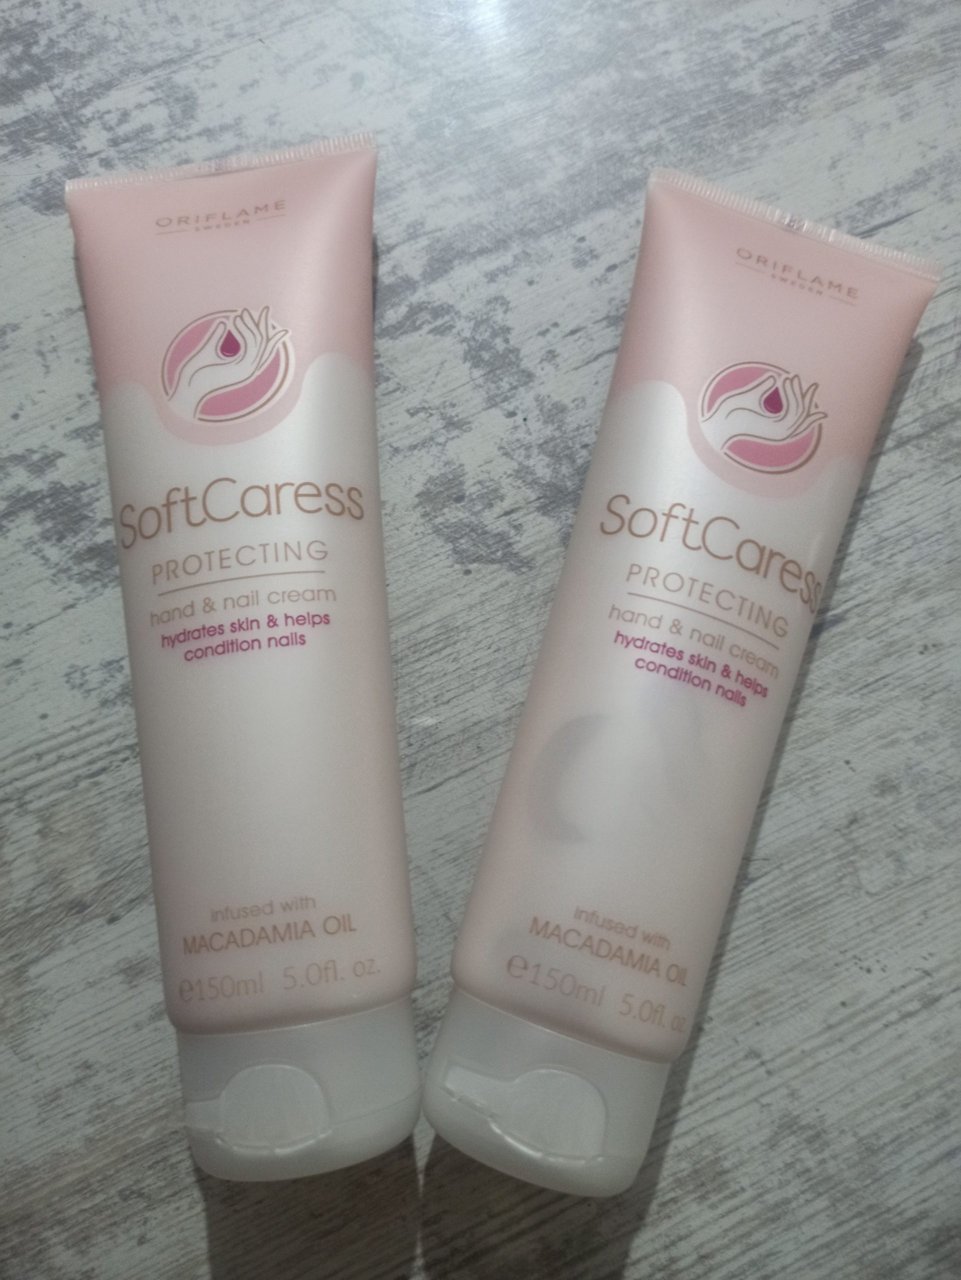 ORIFLAME
SWEDEN
SoftCaress
PROTECTING
hand & nail cream
hydrates skin & helps
condition nails
infused with
MACADAMIA OIL
e150ml 5.0fl. oz.
ORIFLAME
SWEDEN
SoftCaress
PROTECTING
hand & nail cream
hydrates skin & helps
condition nails
infused with
MACADAMIA OIL
e150ml 5.0fl. oz.